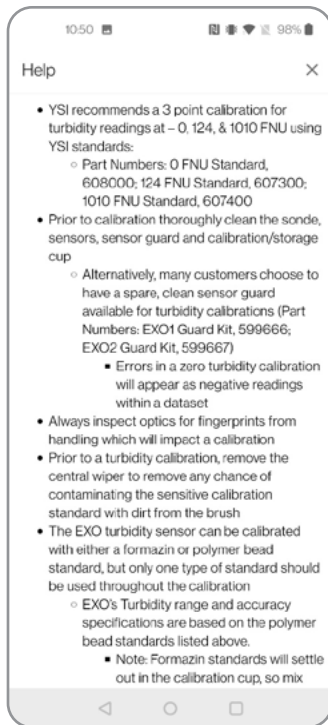 10:50 98%
Help ×
• YSI recommends a 3 point calibration for
turbidity readings at – 0, 124, & 1010 FNU using
YSI standards:
○ Part Numbers: 0 FNU Standard,
608000; 124 FNU Standard, 607300;
1010 FNU Standard, 607400
• Prior to calibration thoroughly clean the sonde,
sensors, sensor guard and calibration/storage
cup
○ Alternatively, many customers choose to
have a spare, clean sensor guard
available for turbidity calibrations (Part
Numbers: EXO1 Guard Kit, 599666;
EXO2 Guard Kit, 599667)
▪ Errors in a zero turbidity calibration
will appear as negative readings
within a dataset
• Always inspect optics for fingerprints from
handling which will impact a calibration
• Prior to a turbidity calibration, remove the
central wiper to remove any chance of
contaminating the sensitive calibration
standard with dirt from the brush
• The EXO turbidity sensor can be calibrated
with either a formazin or polymer bead
standard, but only one type of standard should
be used throughout the calibration
○ EXO's Turbidity range and accuracy
specifications are based on the polymer
bead standards listed above.
▪ Note: Formazin standards will settle
out in the calibration cup, so mix